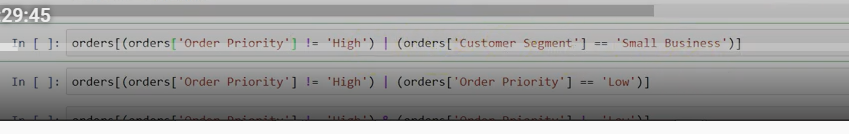 29:45
In [ ]: orders[(orders['Order Priority'] != 'High') | (orders['Customer Segment'] == 'Small Business')]
In [ ]: orders[(orders['Order Priority'] != 'High') | (orders['Order Priority'] == 'Low')]